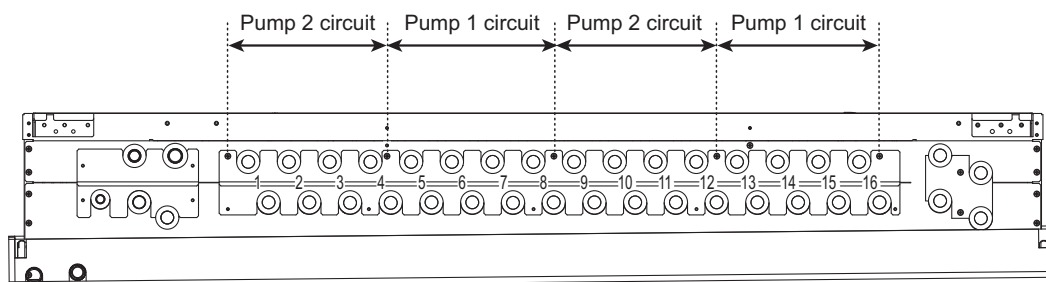 Pump 2 circuit Pump 1 circuit Pump 2 circuit Pump 1 circuit
1 2 3 4 5 6 7 8 9 10 11 12 13 14 15 16